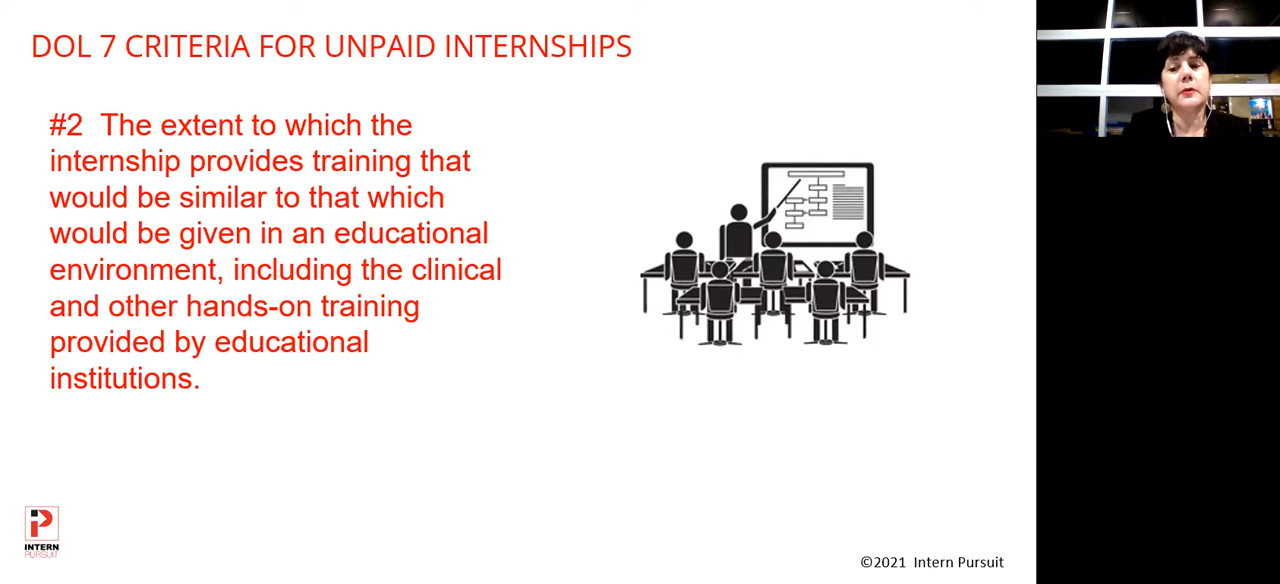 DOL 7 CRITERIA FOR UNPAID INTERNSHIPS
#2 The extent to which the
internship provides training that
would be similar to that which
would be given in an educational
environment, including the clinical
and other hands-on training
provided by educational
institutions.
INTERN
PURSUIT
©2021 Intern Pursuit